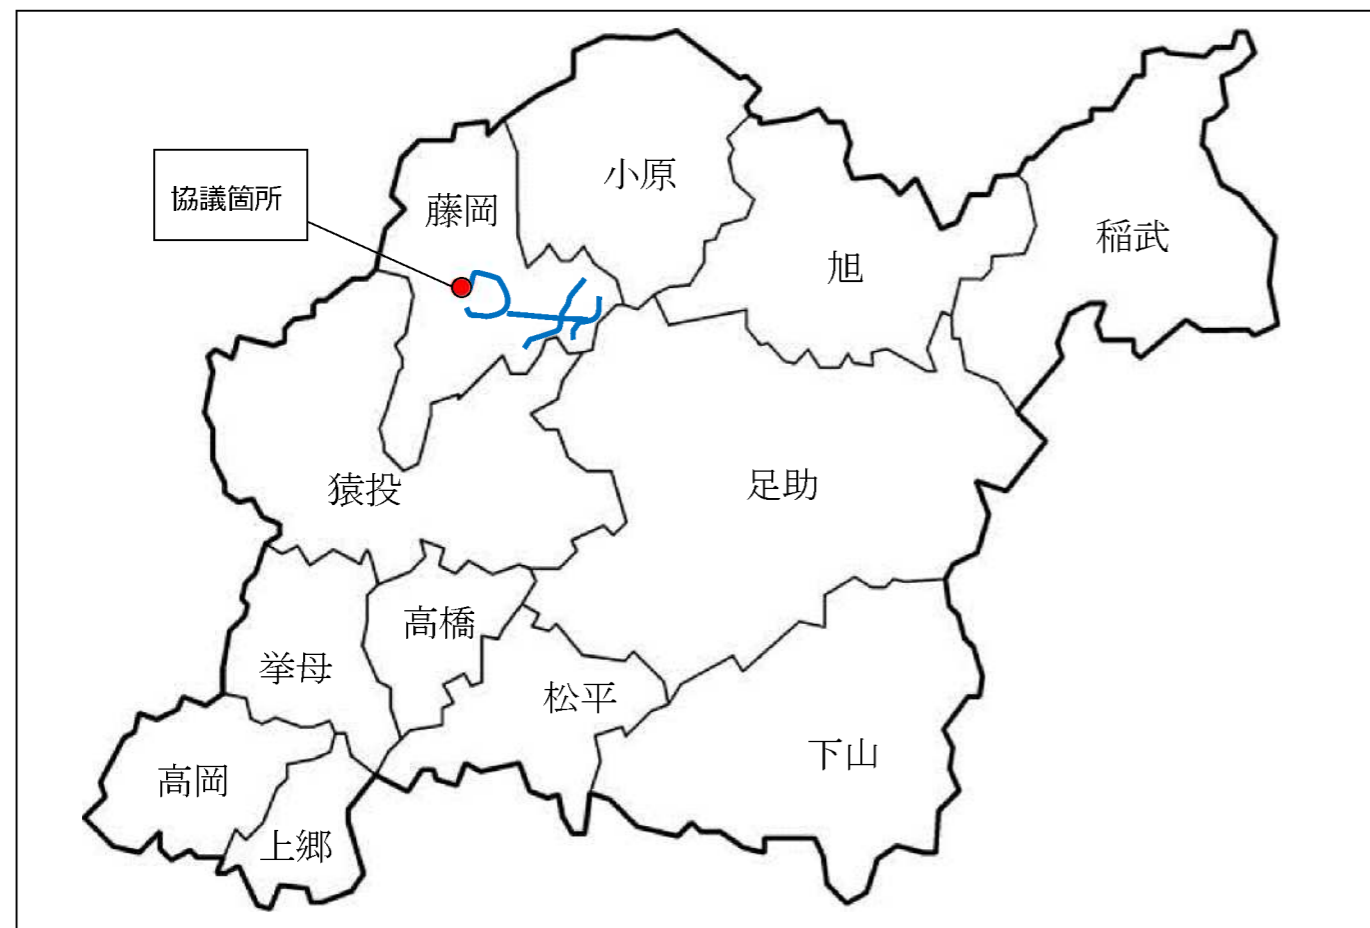 小原
協議箇所
藤岡
稲武
旭
足助
猿投
高橋
挙母
松平
下山
高岡
上郷